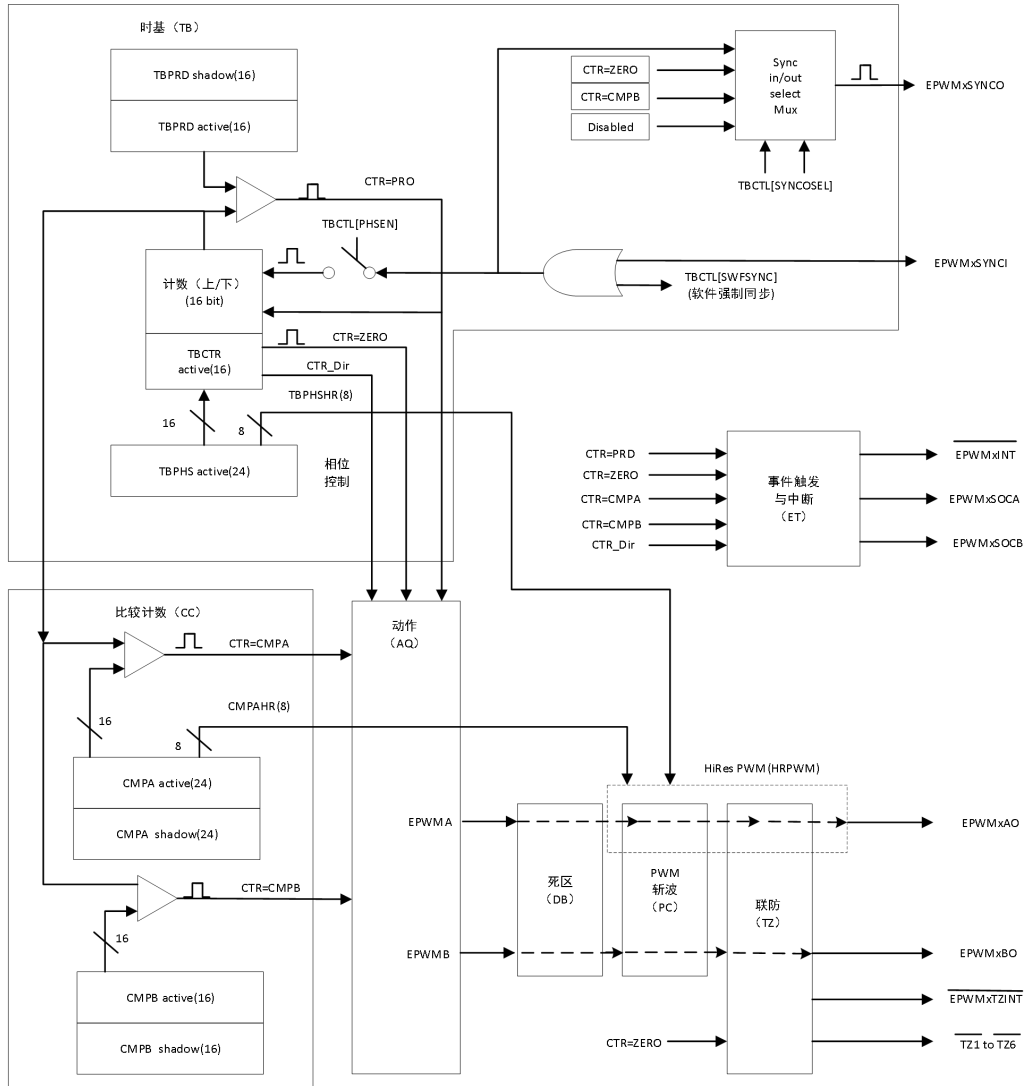 时基（TB）
TBPRD shadow(16)
TBPRD active(16)
CTR=PRO
CTR=ZERO
CTR=CMPB
Disabled
Sync
in/out
select
Mux
EPWMxSYNCO
TBCTL[SYNCOSEL]
TBCTL[PHSEN]
EPWMxSYNCI
TBCTL[SWFSYNC]
(软件强制同步)
计数（上/下）
(16 bit)
CTR=ZERO
TBCTR
active(16)
CTR_Dir
TBPHSHR(8)
16
8
TBPHS active(24)
相位
控制
CTR=PRD
CTR=ZERO
CTR=CMPA
CTR=CMPB
CTR_Dir
事件触发
与中断
（ET）
EPWMxINT
EPWMxSOCA
EPWMxSOCB
比较计数（CC）
CTR=CMPA
动作
（AQ）
16
8
CMPAHR(8)
CMPA active(24)
CMPA shadow(24)
CTR=CMPB
16
CMPB active(16)
CMPB shadow(16)
HiRes PWM(HRPWM)
EPWMA
EPWMB
死区
（DB）
PWM
斩波
（PC）
联防
（TZ）
EPWMxAO
EPWMxBO
EPWMxTZINT
CTR=ZERO
TZ1 to TZ6